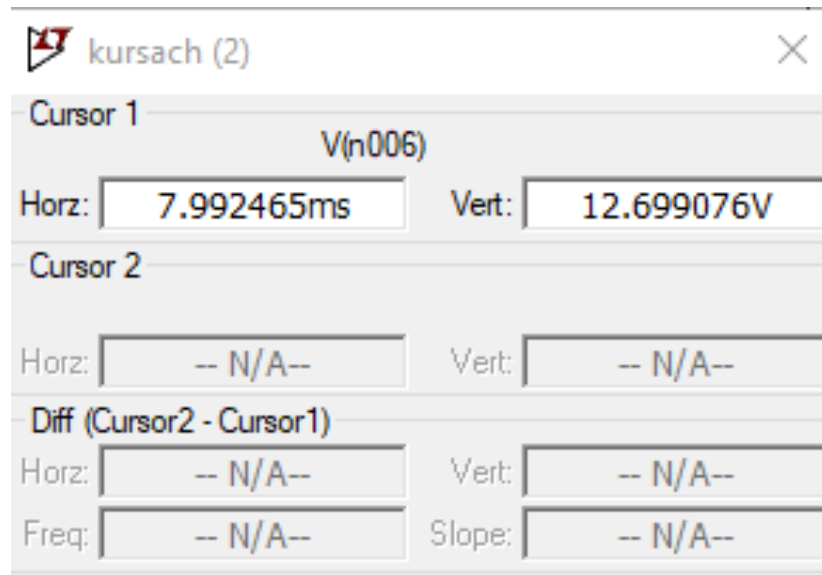 kursach (2)
Cursor 1
V(n006)
Horz: 7.992465ms Vert: 12.699076V
Cursor 2
Horz: -- N/A-- Vert: -- N/A--
Diff (Cursor2 - Cursor1)
Horz: -- N/A-- Vert: -- N/A--
Freq: -- N/A-- Slope: -- N/A--